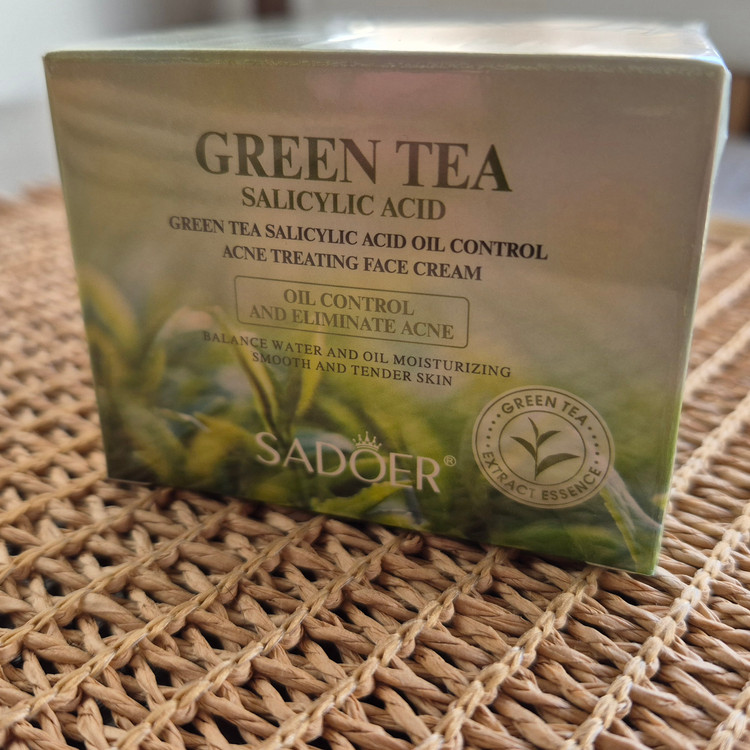 GREEN TEA
SALICYLIC ACID
GREEN TEA SALICYLIC ACID OIL CONTROL
ACNE TREATING FACE CREAM
OIL CONTROL
AND ELIMINATE ACNE
BALANCE WATER AND OIL MOISTURIZING
SMOOTH AND TENDER SKIN
SADOER®
GREEN TEA
EXTRACT ESSENCE